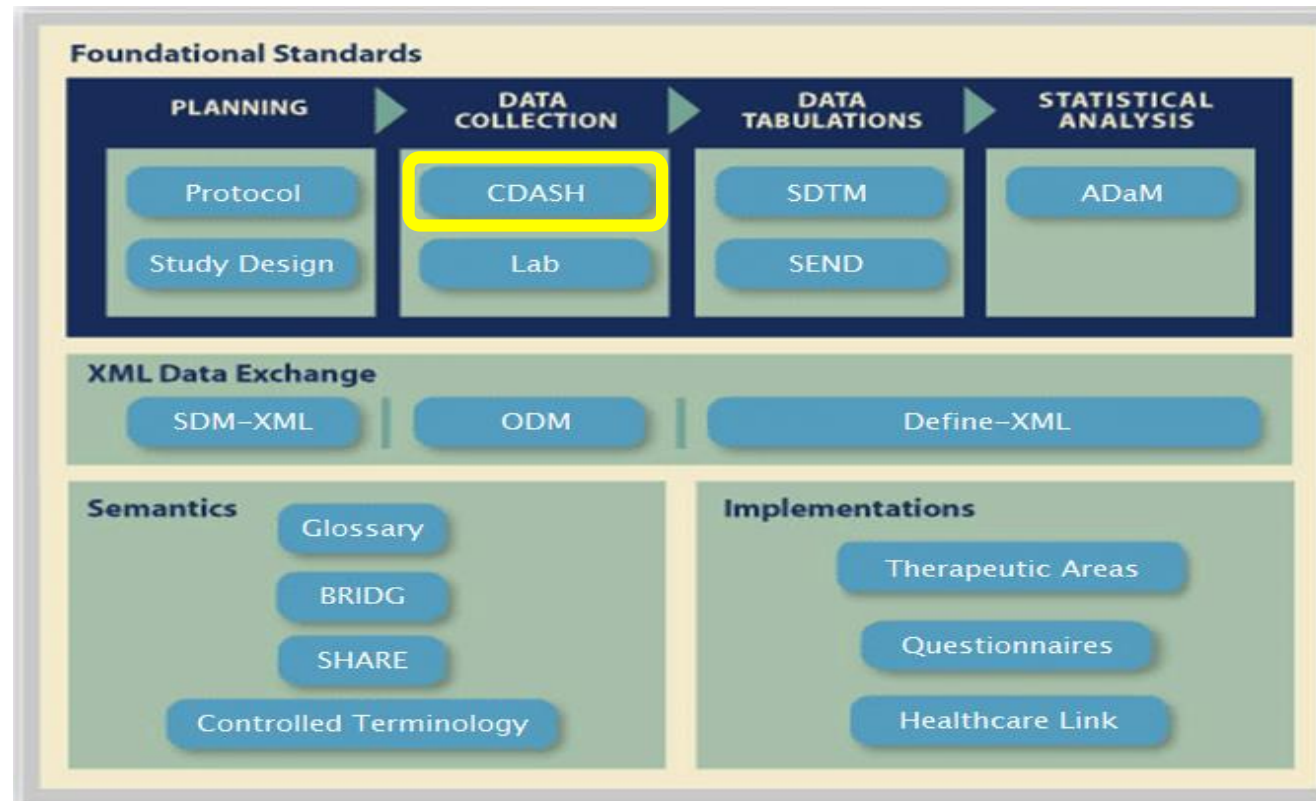 Foundational Standards
PLANNING
DATA
COLLECTION
DATA
TABULATIONS
STATISTICAL
ANALYSIS
Protocol
CDASH
SDTM
ADaM
Study Design
Lab
SEND
XML Data Exchange
SDM-XML
ODM
Define-XML
Semantics
Glossary
BRIDG
SHARE
Controlled Terminology
Implementations
Therapeutic Areas
Questionnaires
Healthcare Link